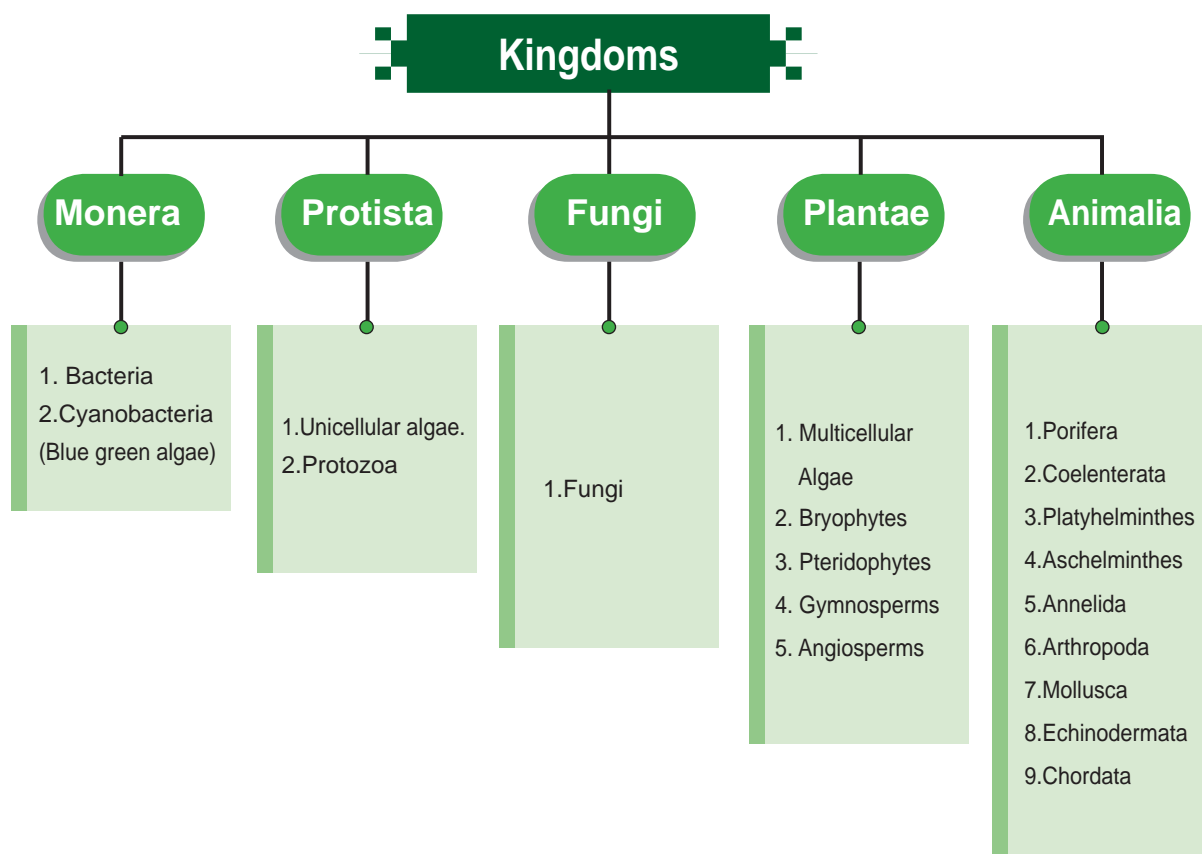 Kingdoms
Monera
Protista
Fungi
Plantae
Animalia
1. Bacteria
2.Cyanobacteria
(Blue green algae)
1.Unicellular algae.
2.Protozoa
1.Fungi
1. Multicellular
Algae
2. Bryophytes
3. Pteridophytes
4. Gymnosperms
5. Angiosperms
1.Porifera
2.Coelenterata
3.Platyhelminthes
4.Aschelminthes
5.Annelida
6.Arthropoda
7.Mollusca
8.Echinodermata
9.Chordata